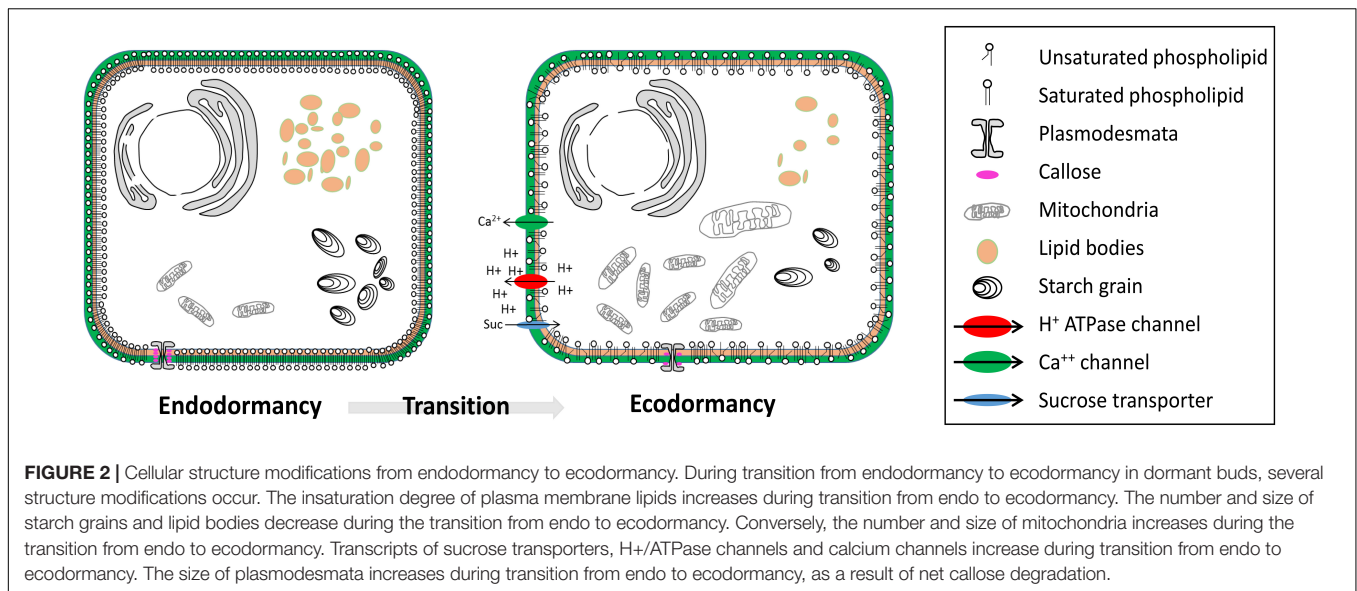 Unsaturated phospholipid
Saturated phospholipid
Plasmodesmata
Callose
Mitochondria
Lipid bodies
Starch grain
H+ ATPase channel
Ca++ channel
Sucrose transporter
Ca2+
H+
H+
H+ H+
H+
H+
H+
H+
Suc
Endodormancy
Transition
Ecodormancy
FIGURE 2 | Cellular structure modifications from endodormancy to ecodormancy. During transition from endodormancy to ecodormancy in dormant buds, several
structure modifications occur. The insaturation degree of plasma membrane lipids increases during transition from endo to ecodormancy. The number and size of
starch grains and lipid bodies decrease during the transition from endo to ecodormancy. Conversely, the number and size of mitochondria increases during the
transition from endo to ecodormancy. Transcripts of sucrose transporters, H+/ATPase channels and calcium channels increase during transition from endo to
ecodormancy. The size of plasmodesmata increases during transition from endo to ecodormancy, as a result of net callose degradation.